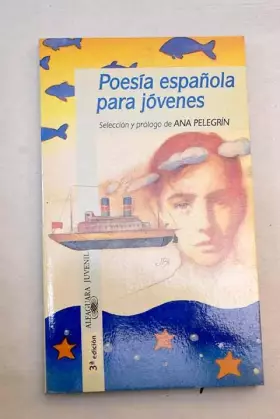 Poesía española
para jóvenes
Selección y prólogo de ANA PELEGRÍN
ALFAGUARA JUVENIL
3ª edición